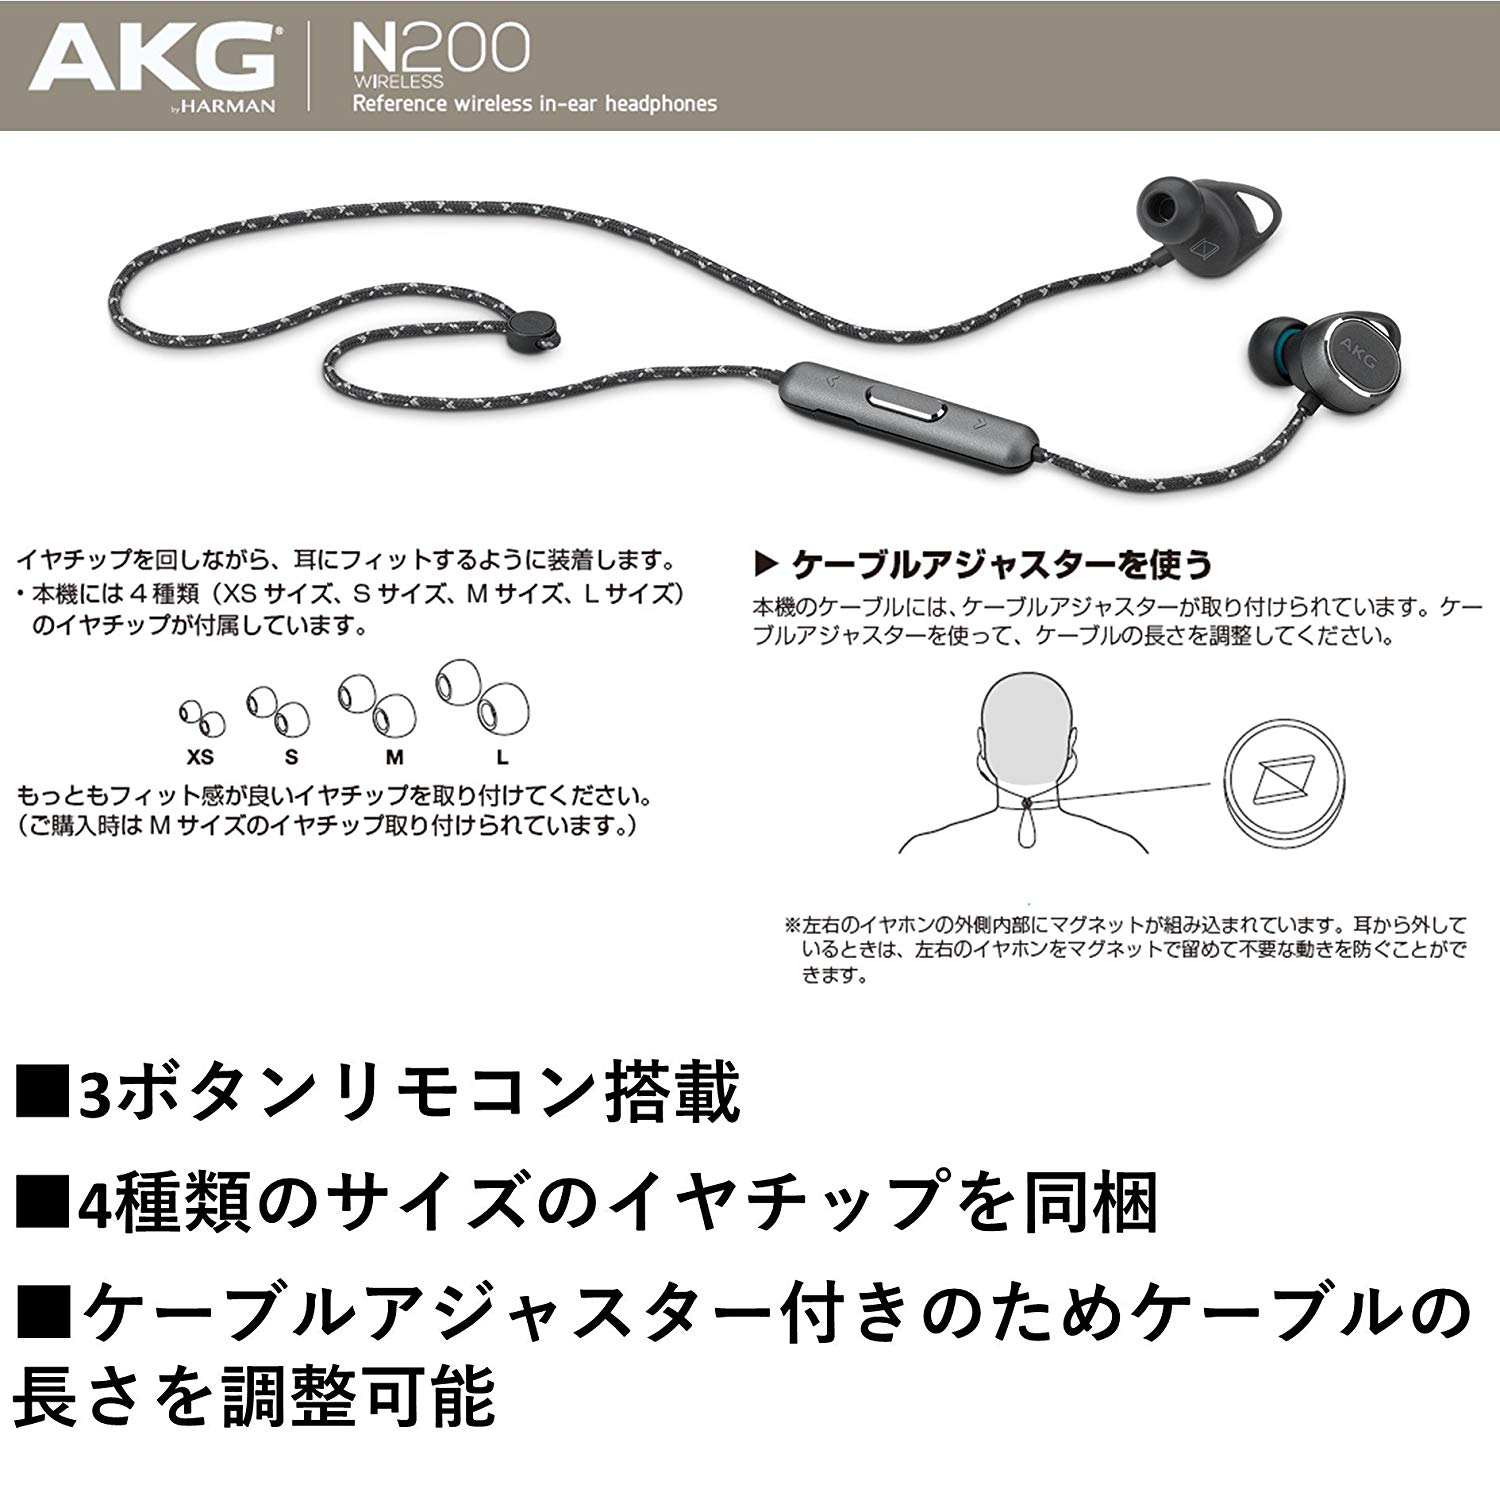 AKG®
by HARMAN
N200
WIRELESS
Reference wireless in-ear headphones
AKG
イヤチップを回しながら、耳にフィットするように装着します。
・本機には 4 種類（XS サイズ、S サイズ、M サイズ、L サイズ）
のイヤチップが付属しています。
XS
S
M
L
もっともフィット感が良いイヤチップを取り付けてください。
（ご購入時は M サイズのイヤチップ取り付けられています。）
▶ ケーブルアジャスターを使う
本機のケーブルには、ケーブルアジャスターが取り付けられています。ケー
ブルアジャスターを使って、ケーブルの長さを調整してください。
※左右のイヤホンの外側内部にマグネットが組み込まれています。耳から外して
いるときは、左右のイヤホンをマグネットで留めて不要な動きを防ぐことがで
きます。
■3ボタンリモコン搭載
■4種類のサイズのイヤチップを同梱
■ケーブルアジャスター付きのためケーブルの
長さを調整可能